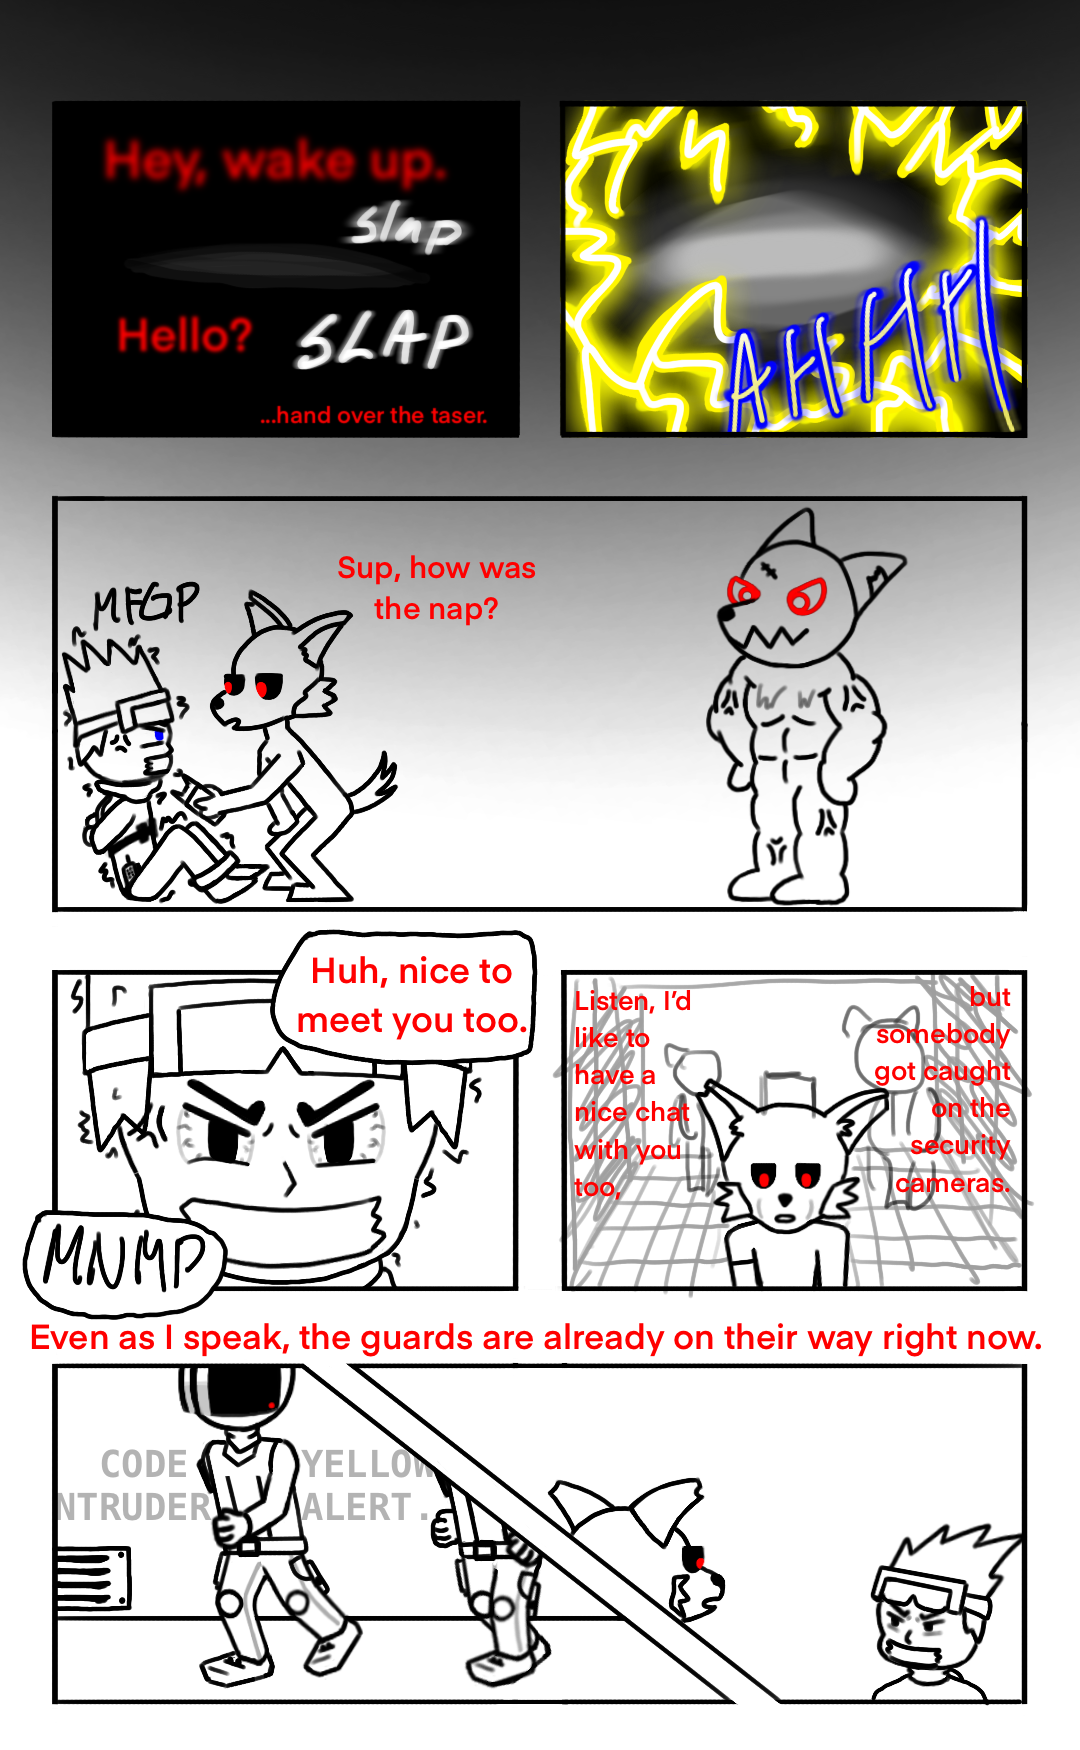 Hey, wake up.
slap
Hello?
SLAP
...hand over the taser.
AHHHH
MFGP
Sup, how was
the nap?
Huh, nice to
meet you too.
MNMP
Listen, I'd
like to
have a
nice chat
with you
too,
but
somebody
got caught
on the
security
cameras.
Even as I speak, the guards are already on their way right now.
CODE YELLOW
NTRUDER ALERT.